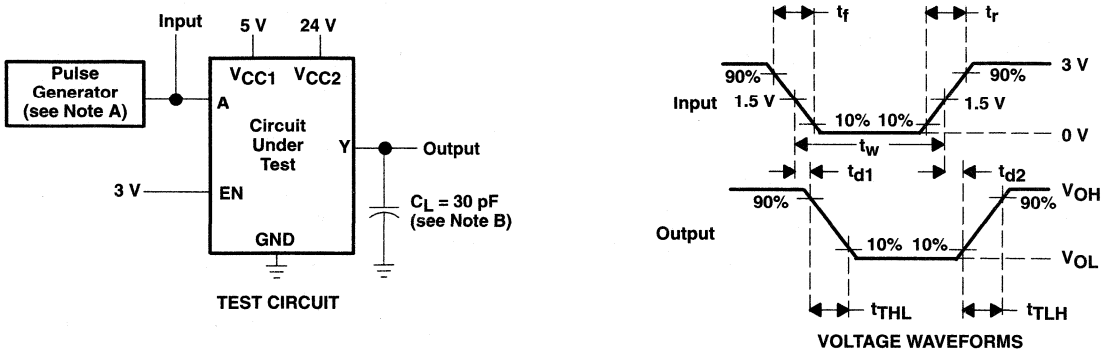 Input
5 V
24 V
Pulse
Generator
(see Note A)
VCC1
VCC2
A
Circuit
Under
Test
Y
Output
3 V
EN
CL = 30 pF
(see Note B)
GND
TEST CIRCUIT
tf
tr
3 V
90%
90%
Input
1.5 V
1.5 V
10%
10%
0 V
tw
td1
td2
VOH
90%
90%
Output
10%
10%
VOL
tTHL
tTLH
VOLTAGE WAVEFORMS